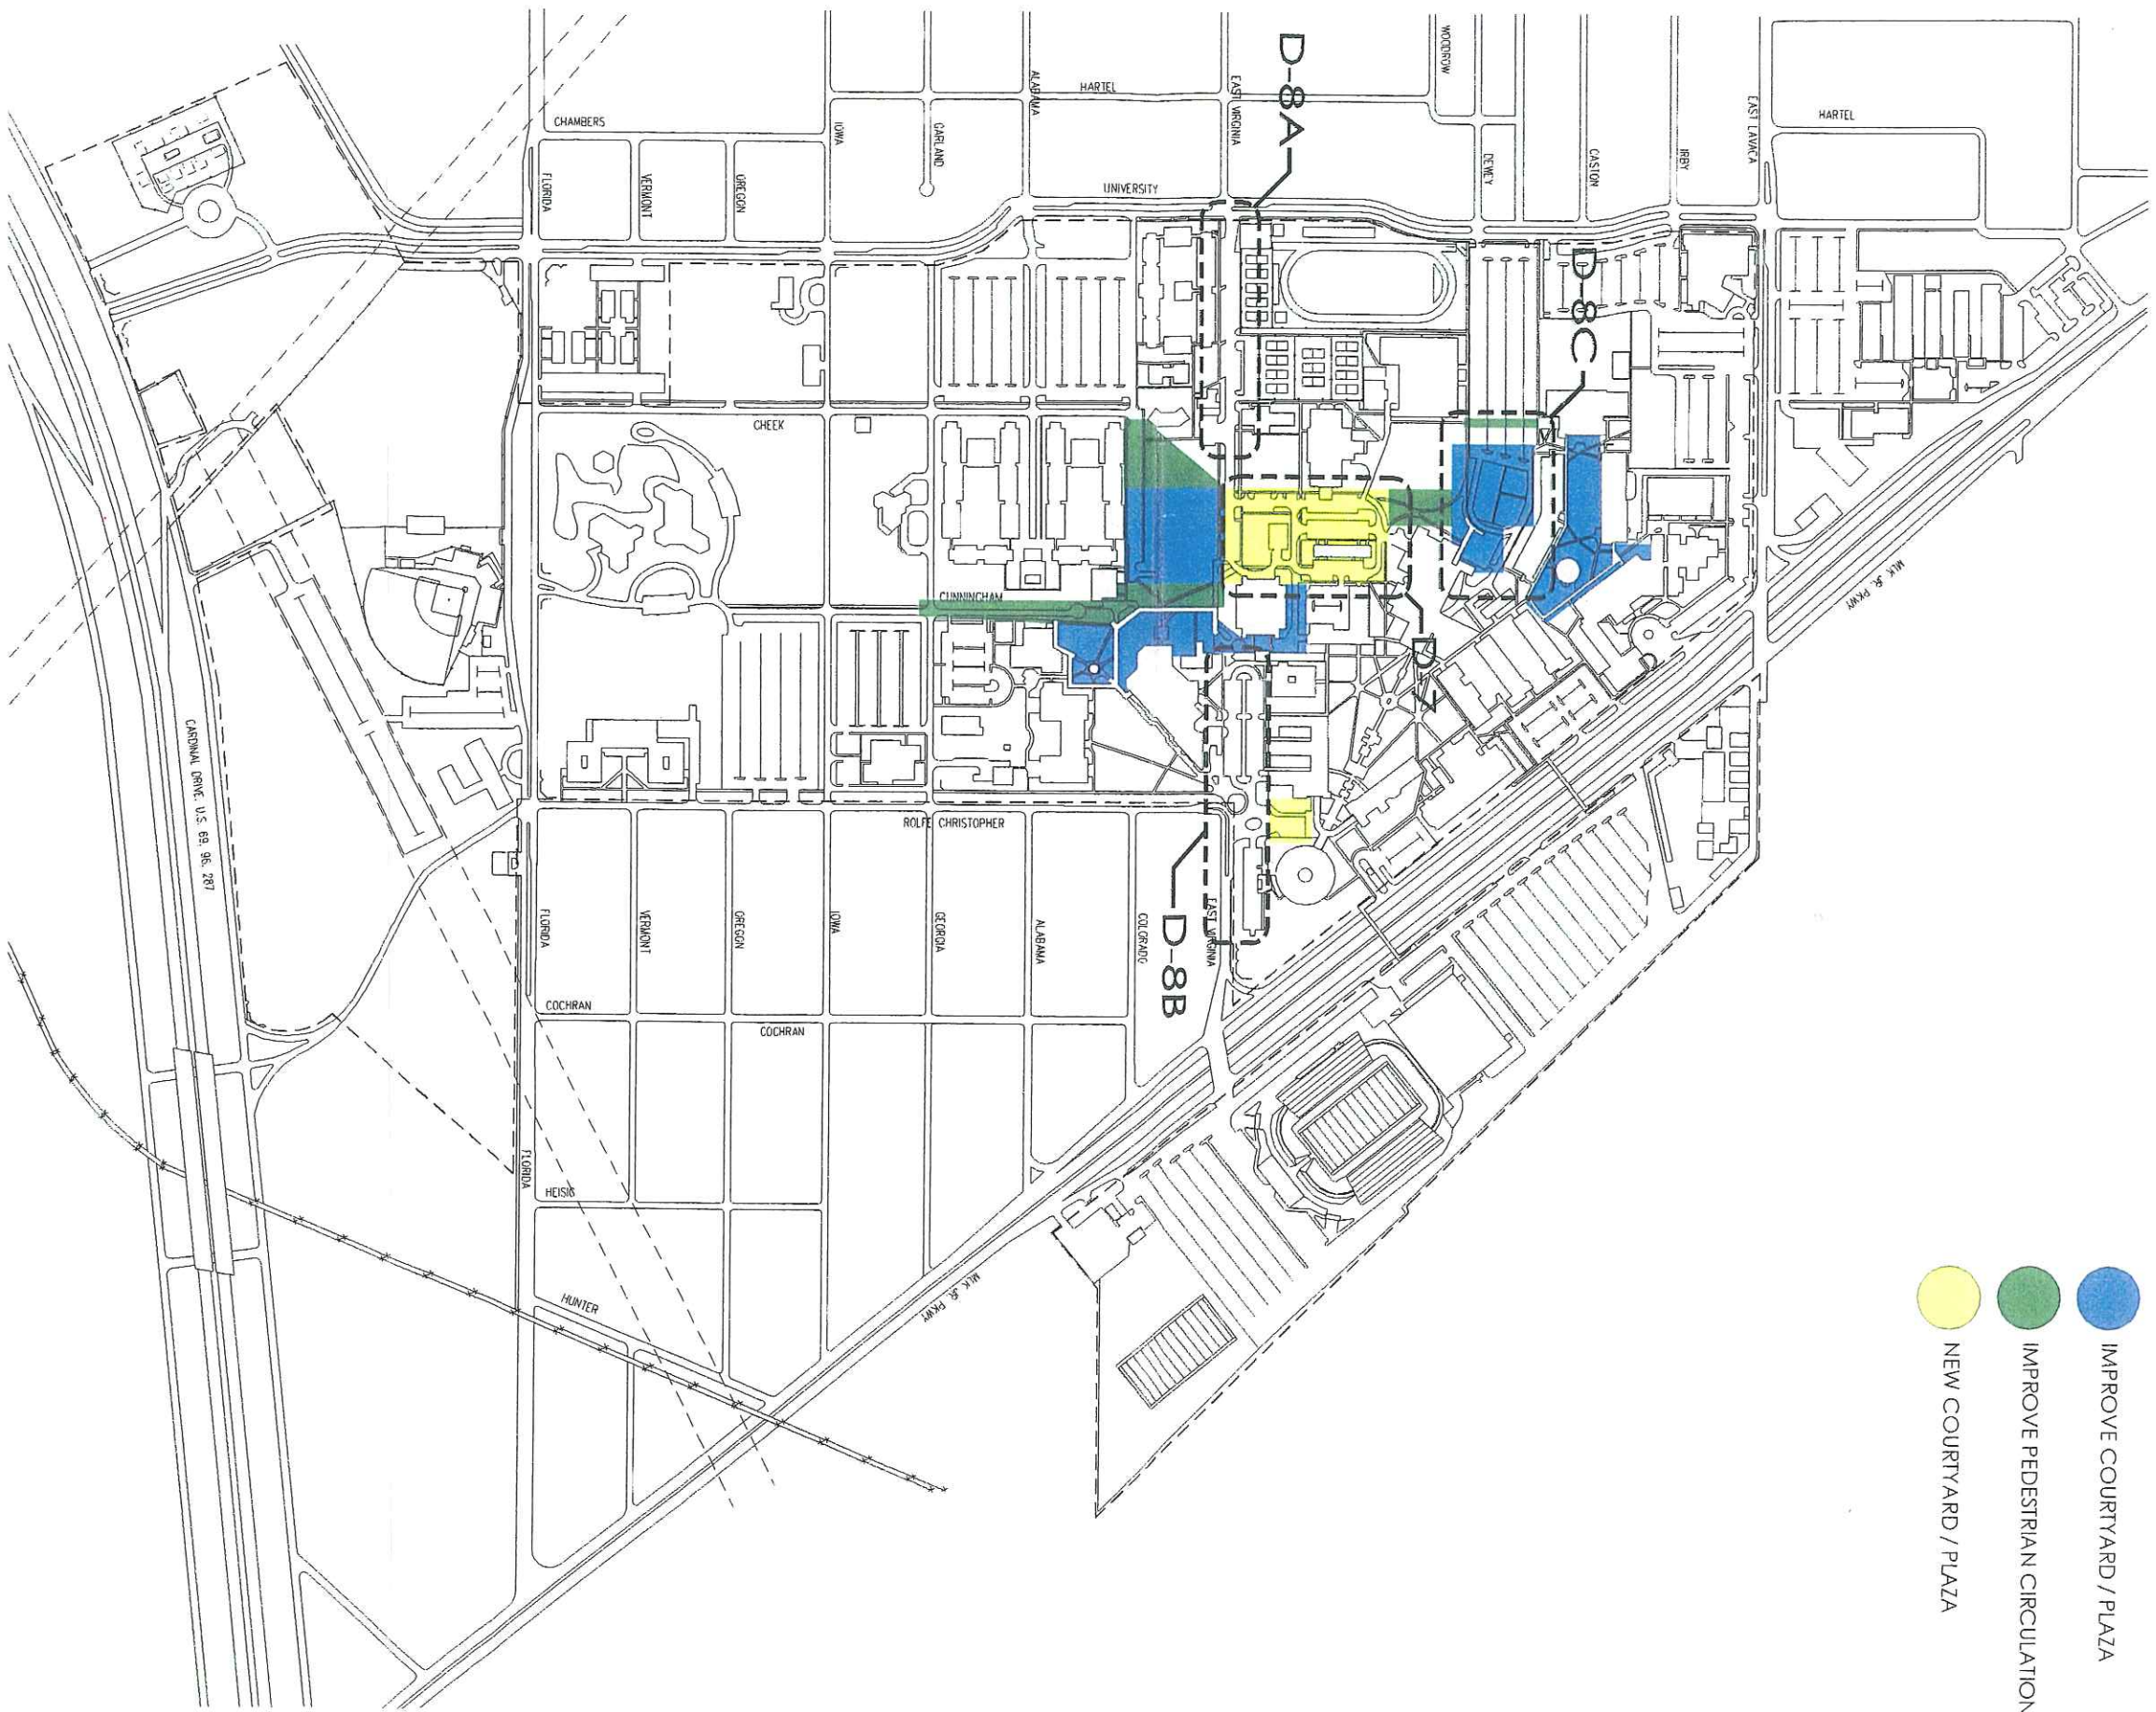 WOODROW
D-8A
ALABAMA
HARTEL
EAST VIRGINIA
EAST LAVACA
HARTEL
CHAMBERS
IOWA
GARLAND
DEWEY
CASTON
IRBY
FLORIDA
VERMONT
OREGON
UNIVERSITY
D-8C
CHEEK
CUNNINGHAM
MLK JR. PKWY
D-7
CARDINAL DRIVE, U.S. 69, 96, 287
ROLFE CHRISTOPHER
FLORIDA
VERMONT
OREGON
IOWA
GEORGIA
ALABAMA
COLORADO
EAST VIRGINIA
D-8B
COCHRAN
COCHRAN
FLORIDA
HEISIG
HUNTER
MLK JR. PKWY
IMPROVE COURTYARD / PLAZA
IMPROVE PEDESTRIAN CIRCULATION
NEW COURTYARD / PLAZA